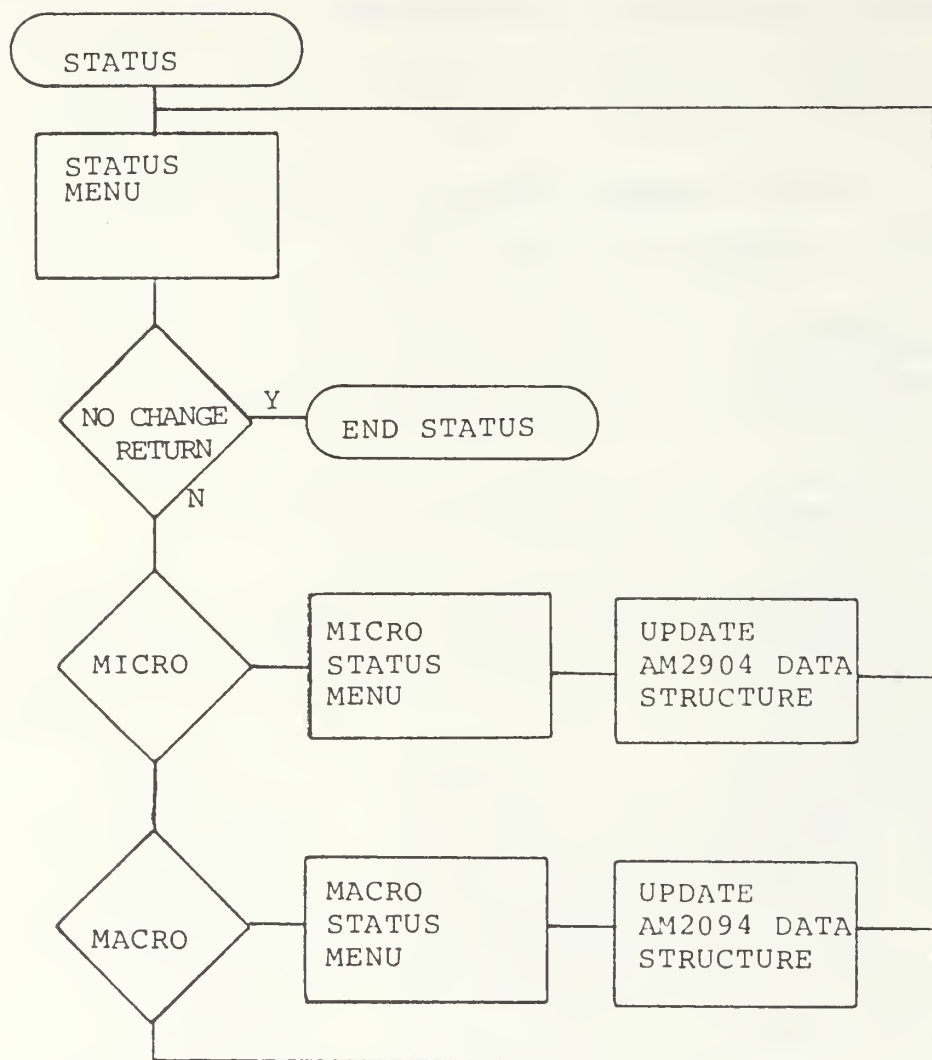 STATUS
STATUS
MENU
NO CHANGE
RETURN
Y
END STATUS
N
MICRO
MICRO
STATUS
MENU
UPDATE
AM2904 DATA
STRUCTURE
MACRO
MACRO
STATUS
MENU
UPDATE
AM2094 DATA
STRUCTURE